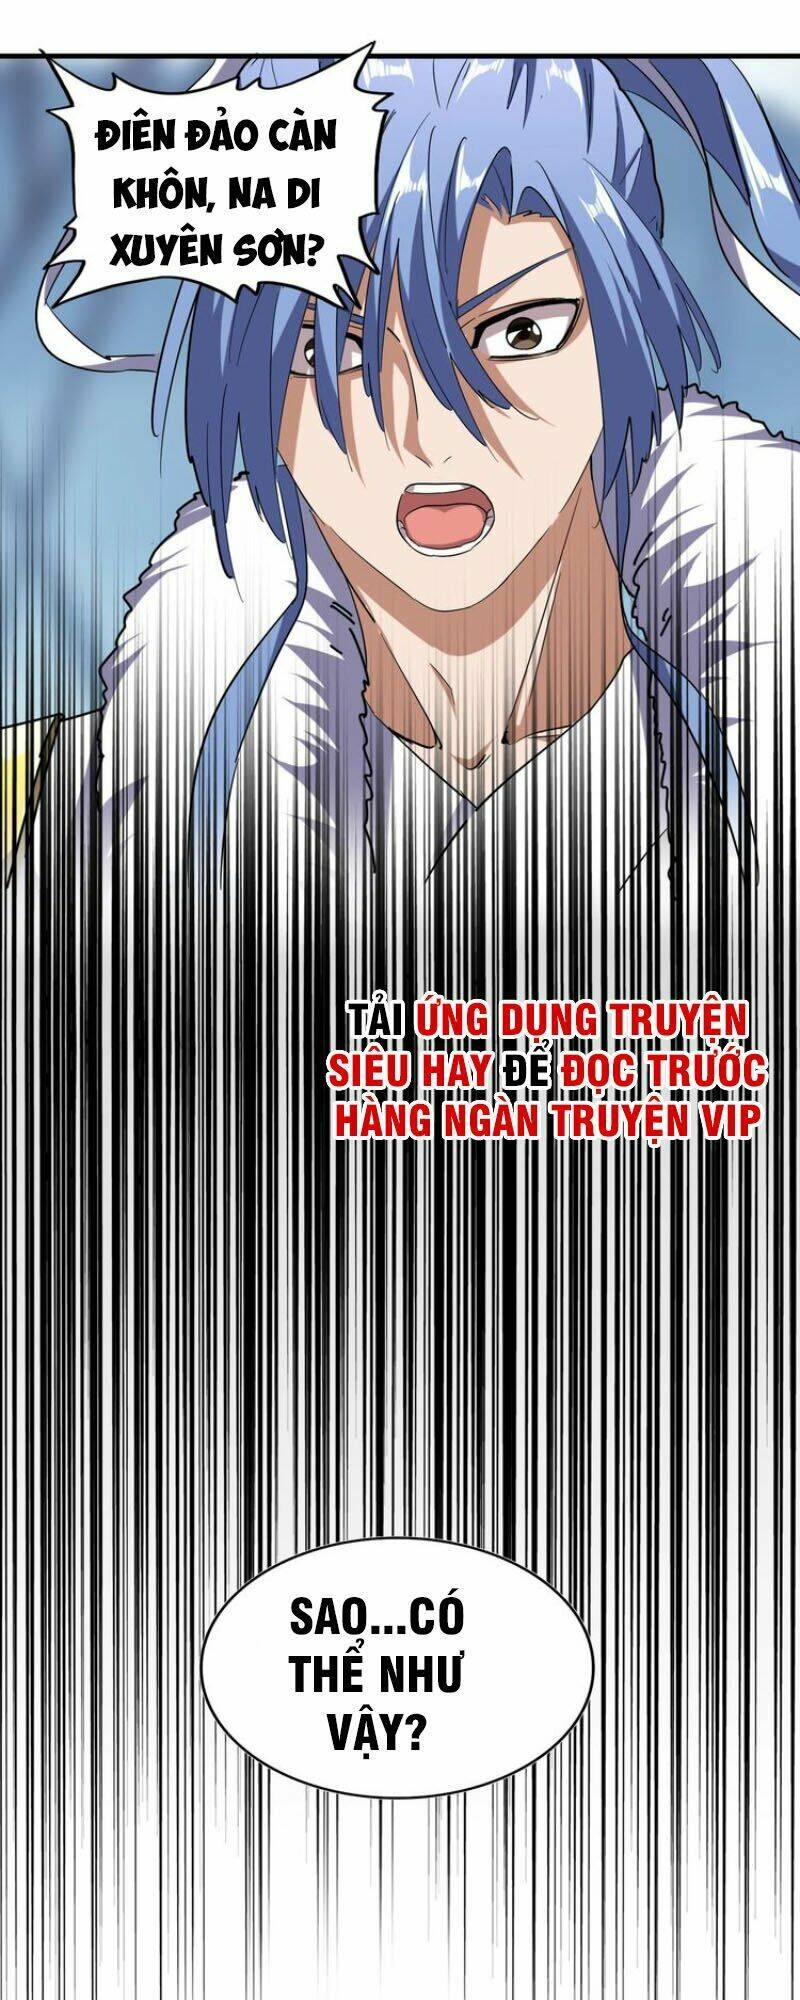 ĐIÊN ĐẢO CÀN
KHÔN, NA DI
XUYÊN SƠN?
TẢI ỨNG DỤNG TRUYỆN
SIÊU HAY ĐỂ ĐỌC TRƯỚC
HÀNG NGÀN TRUYỆN VIP
SAO...CÓ
THỂ NHƯ
VẬY?